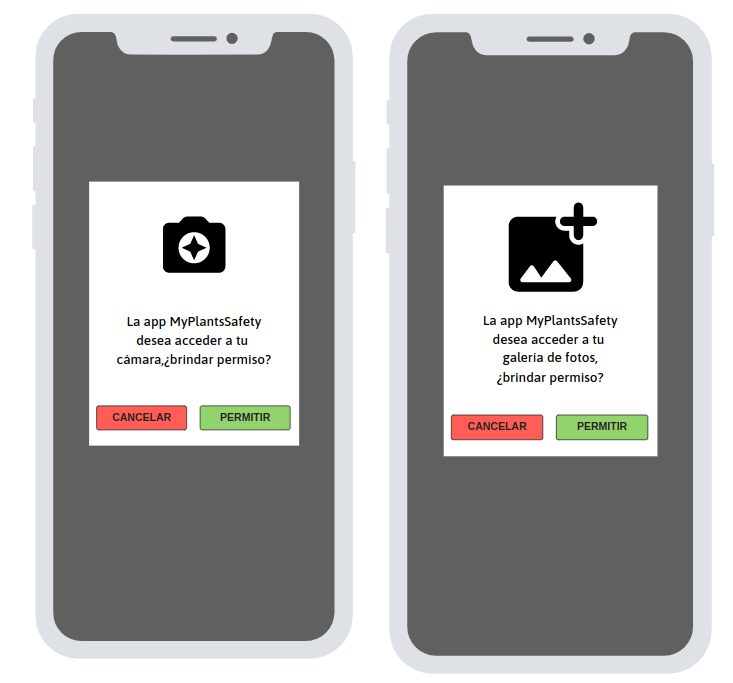 La app MyPlantsSafety
desea acceder a tu
cámara,¿brindar permiso?
CANCELAR
PERMITIR
La app MyPlantsSafety
desea acceder a tu
galería de fotos,
¿brindar permiso?
CANCELAR
PERMITIR